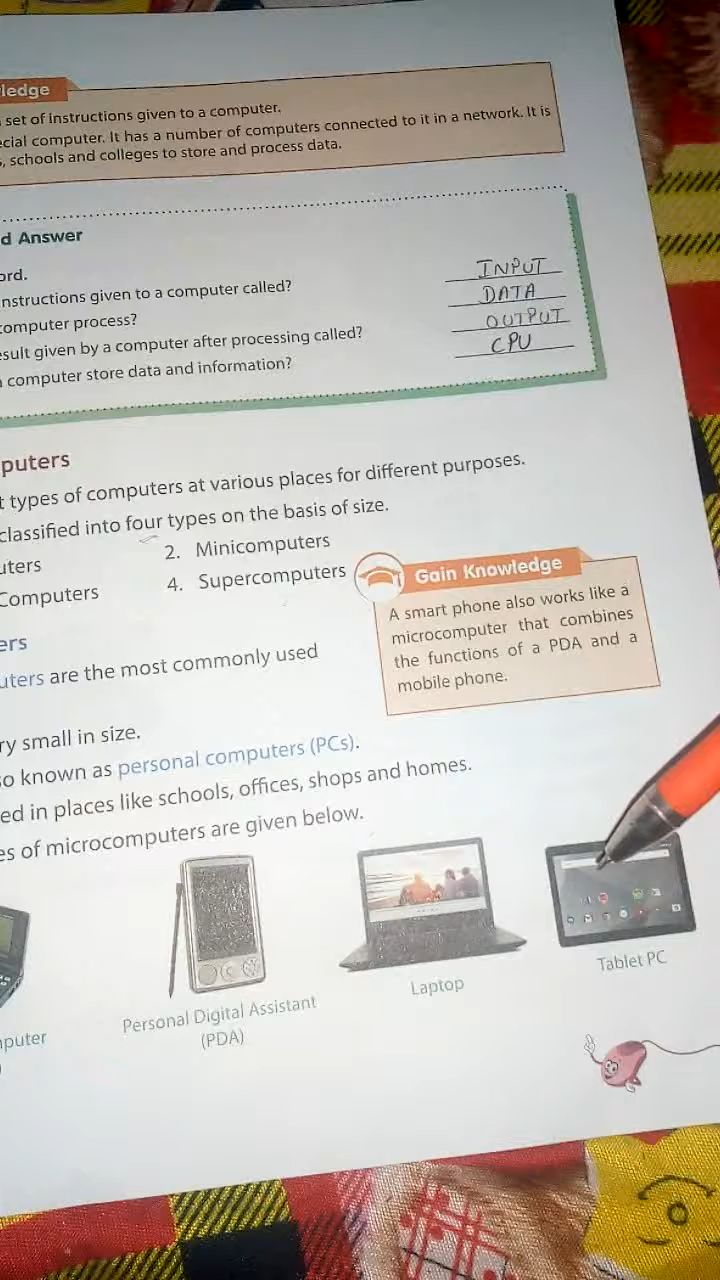 ledge
set of instructions given to a computer.
ecial computer. It has a number of computers connected to it in a network. It is
, schools and colleges to store and process data.
d Answer
ord.
nstructions given to a computer called? INPUT
omputer process? DATA
esult given by a computer after processing called? OUTPUT
computer store data and information? CPU
puters
t types of computers at various places for different purposes.
classified into four types on the basis of size.
uters 2. Minicomputers
Computers 4. Supercomputers
Gain Knowledge
A smart phone also works like a
microcomputer that combines
the functions of a PDA and a
mobile phone.
ers
uters are the most commonly used
ry small in size.
so known as personal computers (PCs).
ed in places like schools, offices, shops and homes.
es of microcomputers are given below.
mputer
Personal Digital Assistant
(PDA)
Laptop
Tablet PC